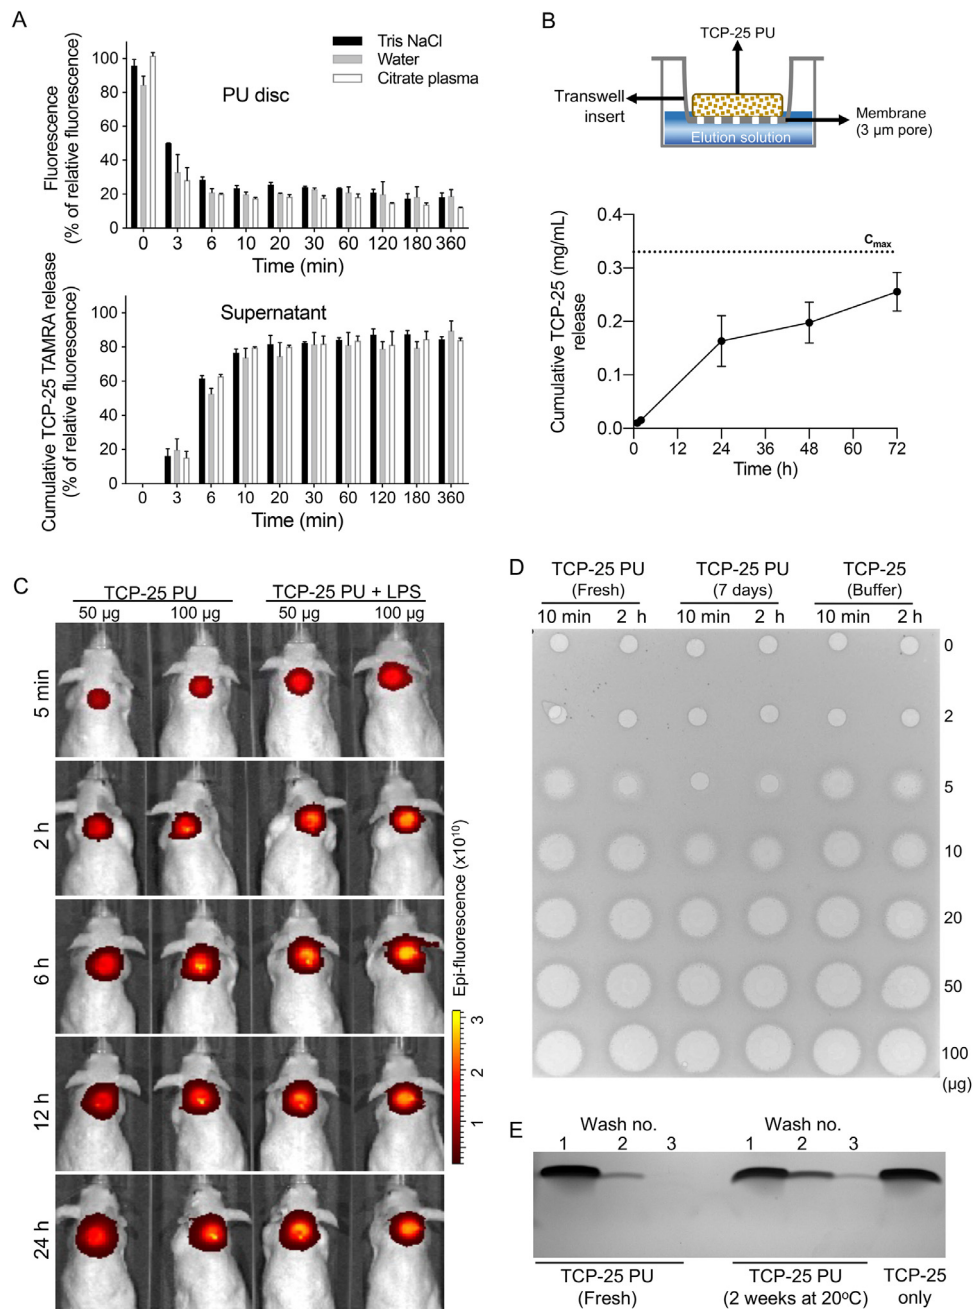 A
Tris NaCl
Water
Citrate plasma
PU disc
Fluorescence
(% of relative fluorescence)
100
80
60
40
20
0
0 3 6 10 20 30 60 120 180 360
Time (min)
Supernatant
Cumulative TCP-25 TAMRA release
(% of relative fluorescence)
100
80
60
40
20
0
0 3 6 10 20 30 60 120 180 360
Time (min)
B
TCP-25 PU
Transwell
insert
Membrane
(3 µm pore)
Elution solution
Cumulative TCP-25 (mg/mL)
release
0.4
0.3
0.2
0.1
0.0
Cmax
0 12 24 36 48 60 72
Time (h)
C
TCP-25 PU TCP-25 PU + LPS
50 µg 100 µg 50 µg 100 µg
5 min
2 h
6 h
12 h
24 h
Epi-fluorescence (x10¹⁰)
3
2
1
D
TCP-25 PU TCP-25 PU TCP-25
(Fresh) (7 days) (Buffer)
10 min 2 h 10 min 2 h 10 min 2 h
0
2
5
10
20
50
100
(µg)
E
Wash no. Wash no.
1 2 3 1 2 3
TCP-25 PU TCP-25 PU TCP-25
(Fresh) (2 weeks at 20°C) only